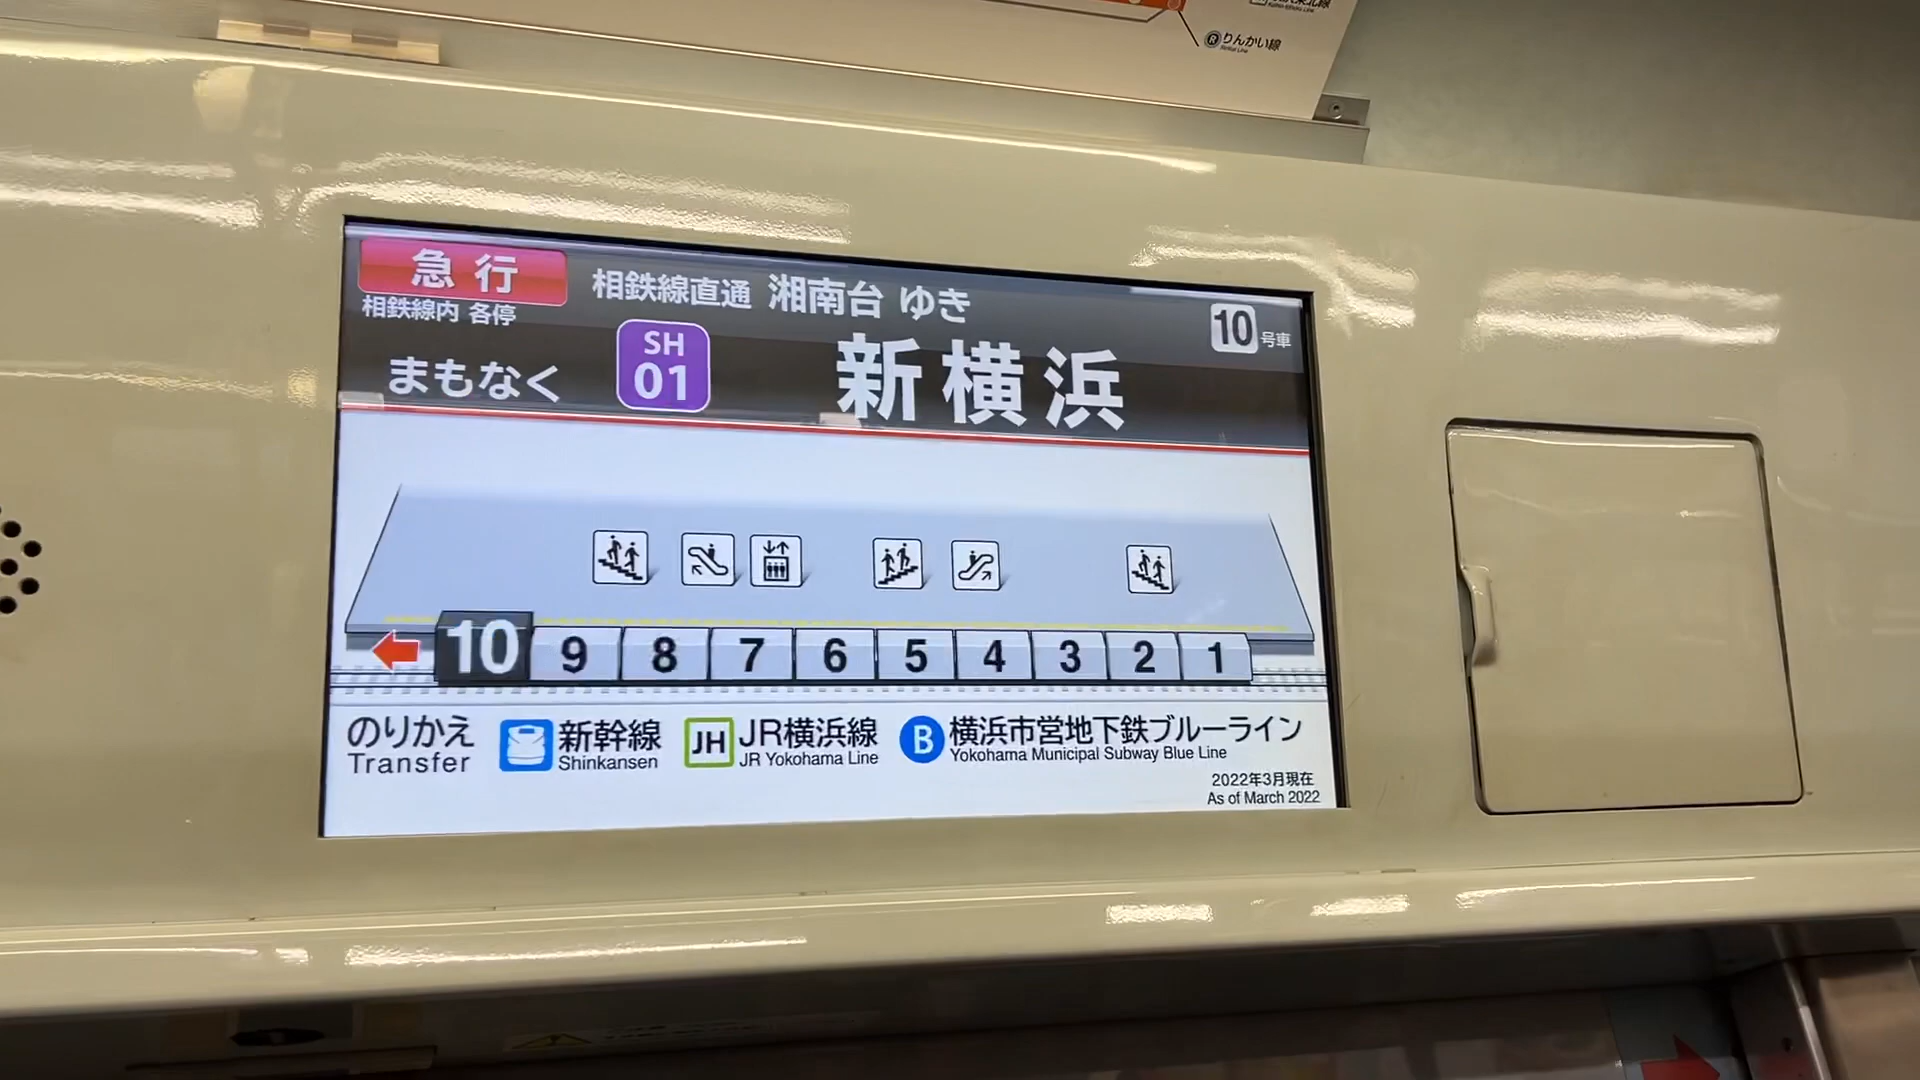 りんかい線
Rinkai Line
急行
相鉄線直通 湘南台 ゆき
相鉄線内 各停
10号車
まもなく
SH
01
新横浜
10 9 8 7 6 5 4 3 2 1
のりかえ
Transfer
新幹線
Shinkansen
JH
JR横浜線
JR Yokohama Line
B
横浜市営地下鉄ブルーライン
Yokohama Municipal Subway Blue Line
2022年3月現在
As of March 2022